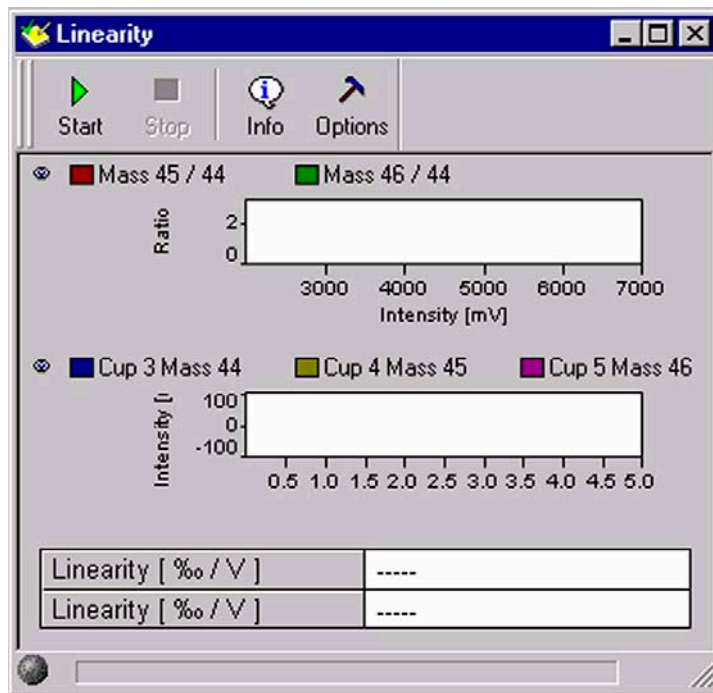 Linearity
Start Stop Info Options
Mass 45 / 44 Mass 46 / 44
Ratio
2
0
3000 4000 5000 6000 7000
Intensity [mV]
Cup 3 Mass 44 Cup 4 Mass 45 Cup 5 Mass 46
Intensity
100
0
-100
0.5 1.0 1.5 2.0 2.5 3.0 3.5 4.0 4.5 5.0
Linearity [ ‰ / V ] -----
Linearity [ ‰ / V ] -----